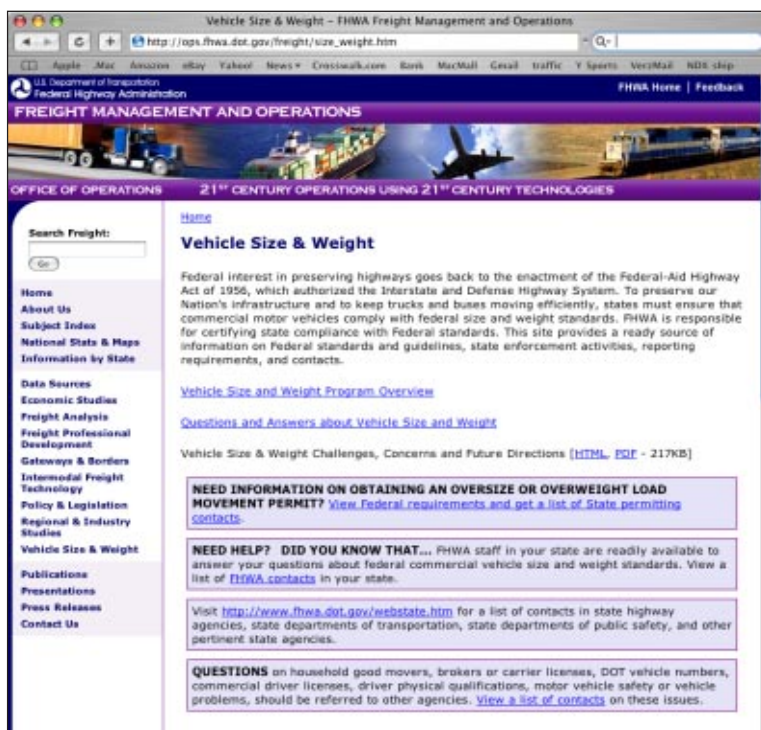 Vehicle Size & Weight – FHWA Freight Management and Operations
http://ops.fhwa.dot.gov/freight/size_weight.htm
Apple .Mac Amazon eBay Yahoo! News Crosswalk.com Bank MacMall Gmail traffic Y Sports VerzMail NDX ship
U.S. Department of Transportation
Federal Highway Administration
FHWA Home | Feedback
FREIGHT MANAGEMENT AND OPERATIONS
OFFICE OF OPERATIONS 21ST CENTURY OPERATIONS USING 21ST CENTURY TECHNOLOGIES
Search Freight:
Go
Home
About Us
Subject Index
National Stats & Maps
Information by State
Data Sources
Economic Studies
Freight Analysis
Freight Professional
Development
Gateways & Borders
Intermodal Freight
Technology
Policy & Legislation
Regional & Industry
Studies
Vehicle Size & Weight
Publications
Presentations
Press Releases
Contact Us
Home
Vehicle Size & Weight
Federal interest in preserving highways goes back to the enactment of the Federal-Aid Highway
Act of 1956, which authorized the Interstate and Defense Highway System. To preserve our
Nation's infrastructure and to keep trucks and buses moving efficiently, states must ensure that
commercial motor vehicles comply with federal size and weight standards. FHWA is responsible
for certifying state compliance with Federal standards. This site provides a ready source of
information on Federal standards and guidelines, state enforcement activities, reporting
requirements, and contacts.
Vehicle Size and Weight Program Overview
Questions and Answers about Vehicle Size and Weight
Vehicle Size & Weight Challenges, Concerns and Future Directions [HTML, PDF - 217KB]
NEED INFORMATION ON OBTAINING AN OVERSIZE OR OVERWEIGHT LOAD
MOVEMENT PERMIT? View Federal requirements and get a list of State permitting
contacts.
NEED HELP? DID YOU KNOW THAT... FHWA staff in your state are readily available to
answer your questions about federal commercial vehicle size and weight standards. View a
list of FHWA contacts in your state.
Visit http://www.fhwa.dot.gov/webstate.htm for a list of contacts in state highway
agencies, state departments of transportation, state departments of public safety, and other
pertinent state agencies.
QUESTIONS on household good movers, brokers or carrier licenses, DOT vehicle numbers,
commercial driver licenses, driver physical qualifications, motor vehicle safety or vehicle
problems, should be referred to other agencies. View a list of contacts on these issues.